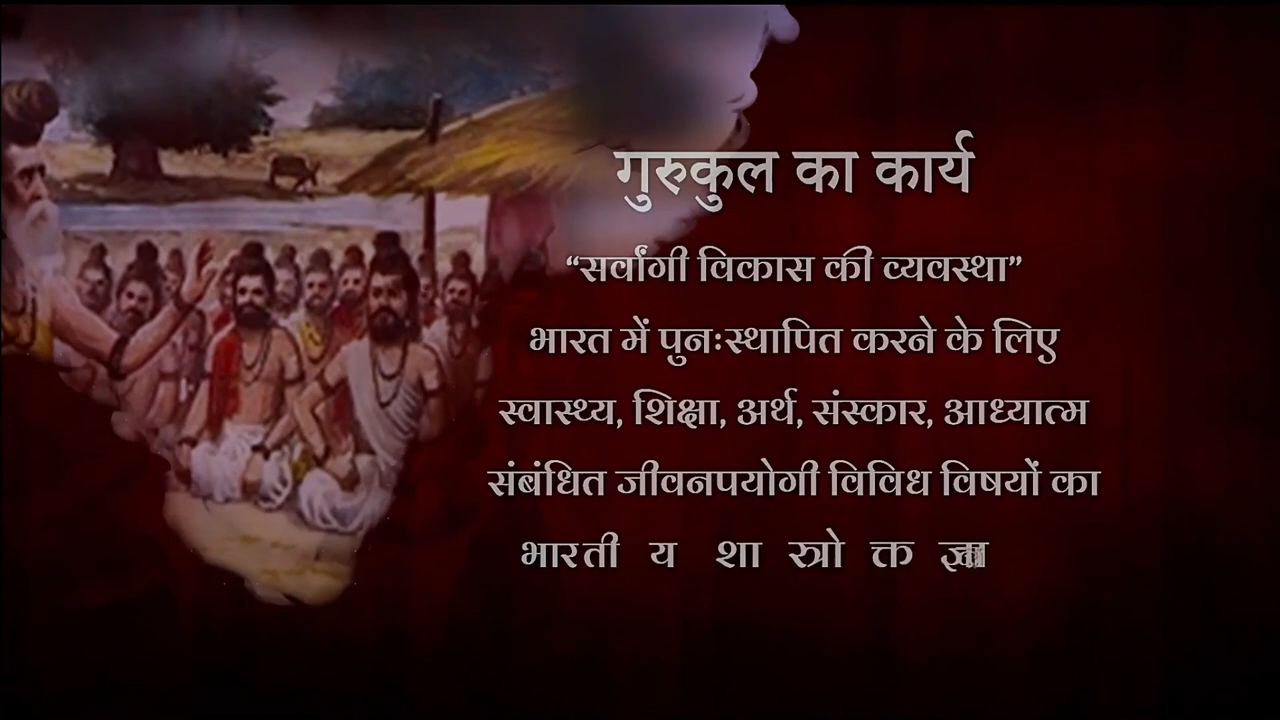 गुरुकुल का कार्य
“सर्वांगी विकास की व्यवस्था”
भारत में पुनःस्थापित करने के लिए
स्वास्थ्य, शिक्षा, अर्थ, संस्कार, आध्यात्म
संबंधित जीवनपयोगी विविध विषयों का
भारतीय शास्त्रोक्त